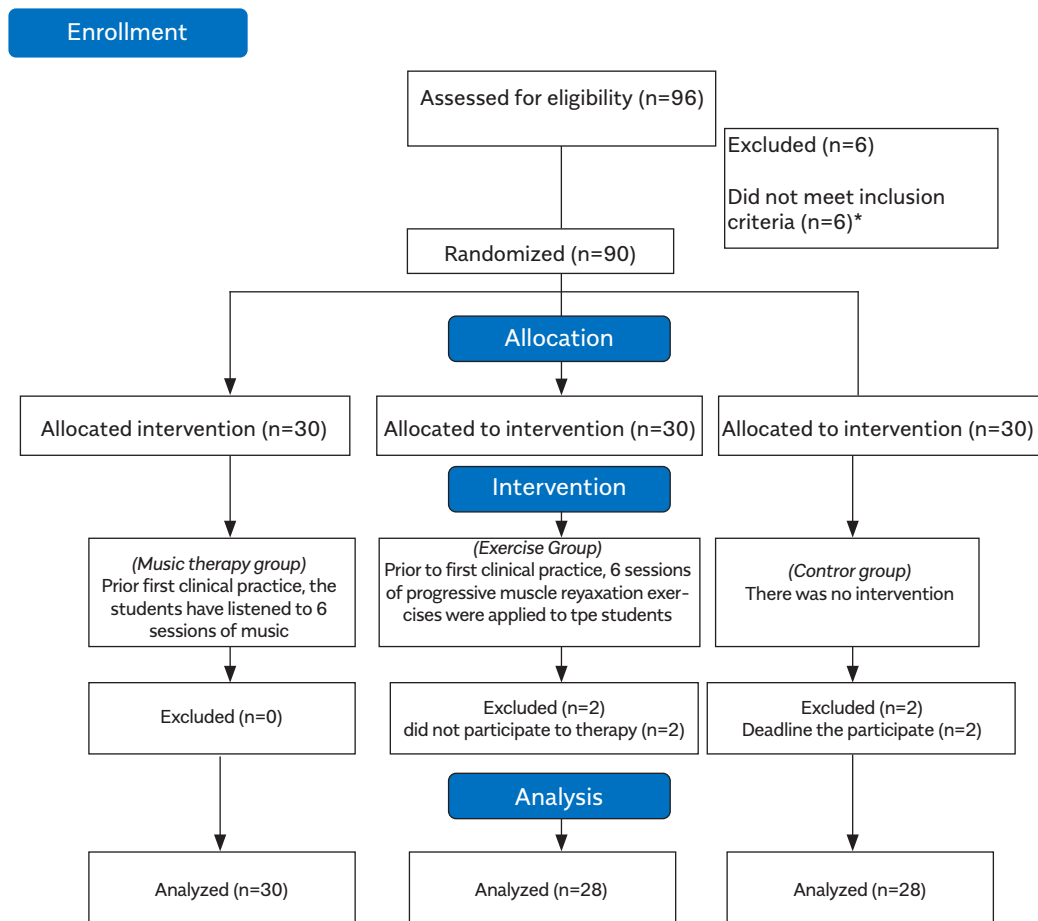 Enrollment
Assessed for eligibility (n=96)
Excluded (n=6)
Did not meet inclusion
criteria (n=6)*
Randomized (n=90)
Allocation
Allocated intervention (n=30)
Allocated to intervention (n=30)
Allocated to intervention (n=30)
Intervention
(Music therapy group)
Prior first clinical practice, the
students have listened to 6
sessions of music
(Exercise Group)
Prior to first clinical practice, 6 sessions
of progressive muscle reyaxation exer-
cises were applied to tpe students
(Contror group)
There was no intervention
Excluded (n=0)
Excluded (n=2)
did not participate to therapy (n=2)
Excluded (n=2)
Deadline the participate (n=2)
Analysis
Analyzed (n=30)
Analyzed (n=28)
Analyzed (n=28)